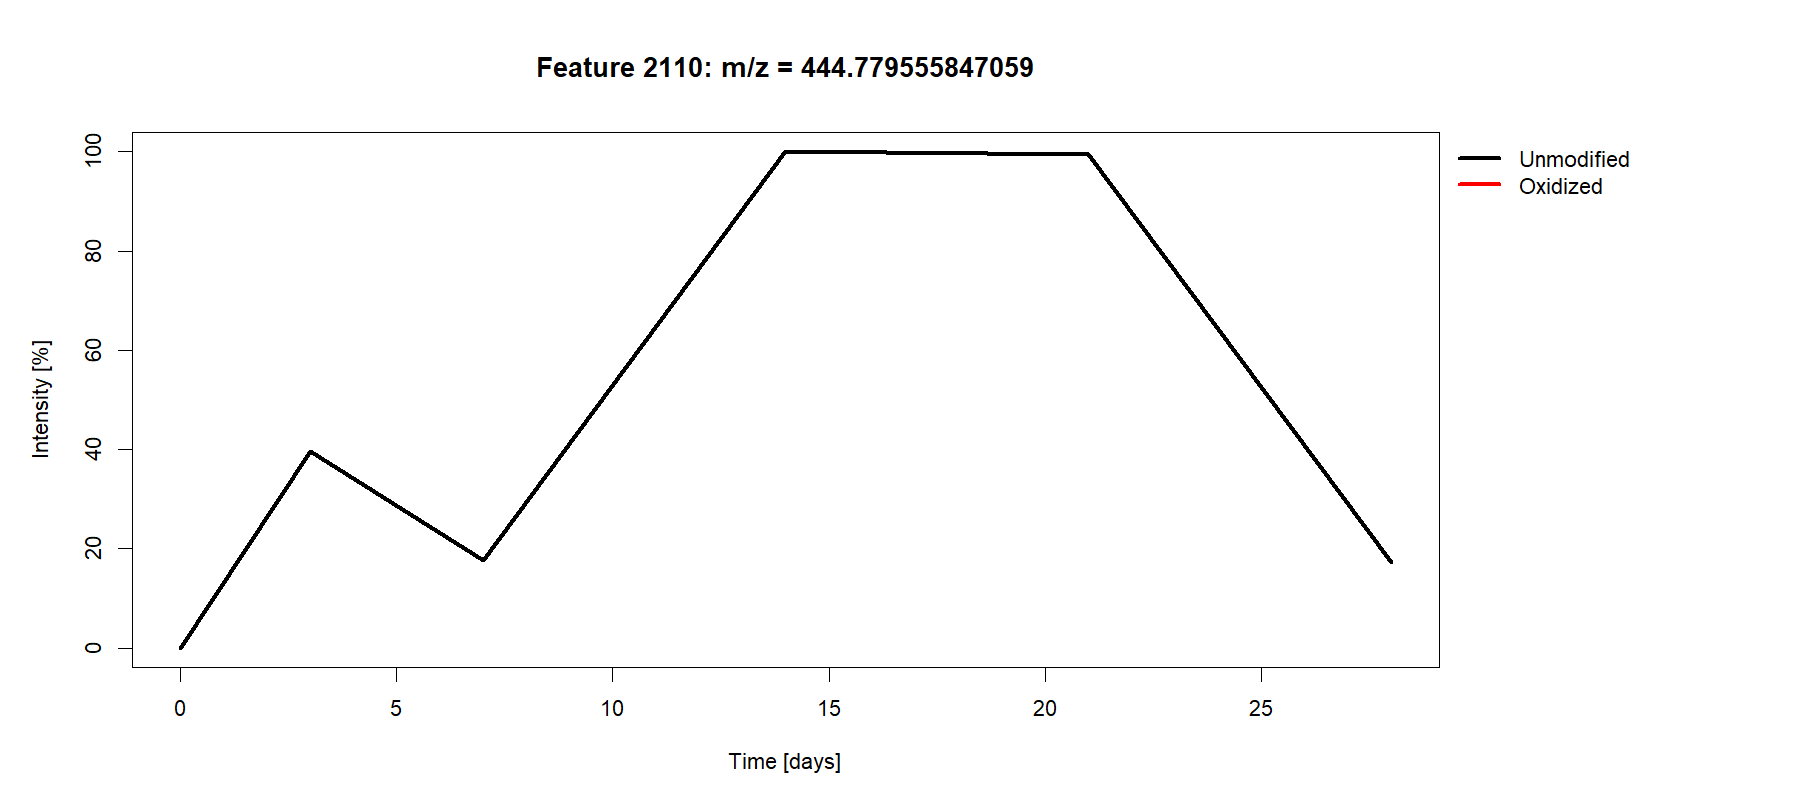 Feature 2110: m/z = 444.779555847059
Unmodified
Oxidized
Intensity [%]
100
80
60
40
20
0
0 5 10 15 20 25
Time [days]